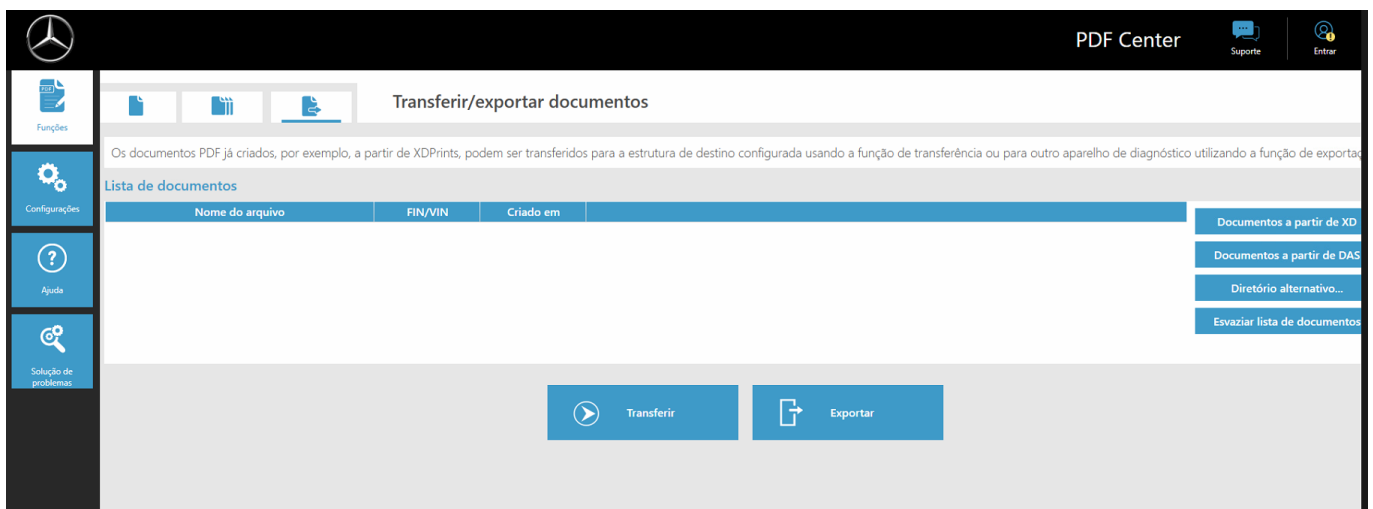 PDF Center
Suporte
Entrar
PDF
Funções
Transferir/exportar documentos
Os documentos PDF já criados, por exemplo, a partir de XDPrints, podem ser transferidos para a estrutura de destino configurada usando a função de transferência ou para outro aparelho de diagnóstico utilizando a função de exportaç
Configurações
Lista de documentos
Nome do arquivo FIN/VIN Criado em
Documentos a partir de XD
Documentos a partir de DAS
Ajuda
Diretório alternativo...
Esvaziar lista de documentos
Solução de
problemas
Transferir
Exportar